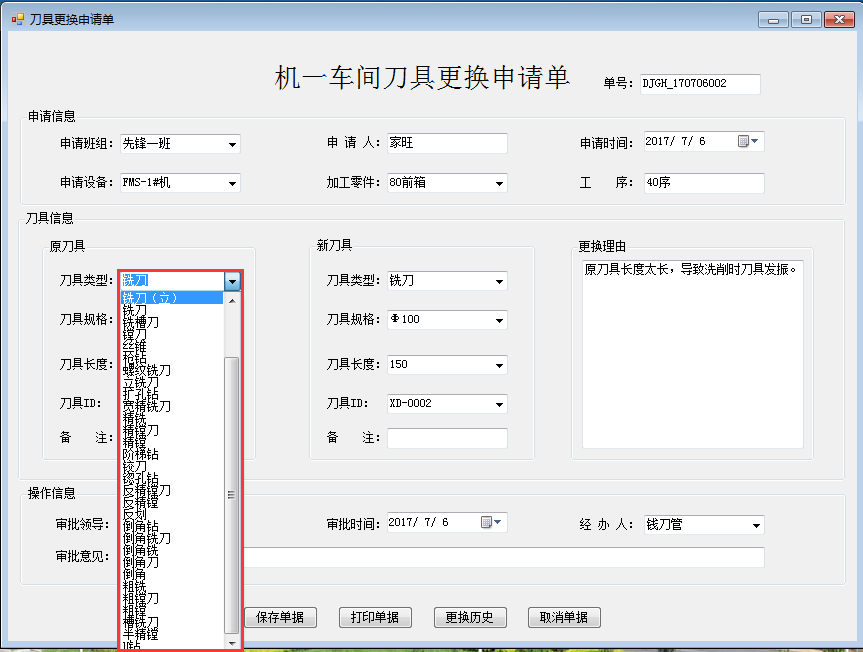 刀具更换申请单
机一车间刀具更换申请单
单号: DJGH_170706002
申请信息
申请班组: 先锋一班 申 请 人: 家旺 申请时间: 2017/ 7/ 6
申请设备: FMS-1#机 加工零件: 80前箱 工 序: 40序
刀具信息
原刀具
刀具类型: 铣刀
刀具规格:
刀具长度:
刀具ID:
备 注:
铣刀（立）
铣刀
铣槽刀
镗刀
丝锥
枪钻
螺纹铣刀
立铣刀
扩孔钻
宽精铣刀
精铣
精镗刀
精镗
阶梯钻
铰刀
锪孔钻
反精镗刀
反精镗
反划
倒角钻
倒角铣刀
倒角铣
倒角刀
倒角
粗铣
粗镗刀
粗镗
槽铣刀
半精镗
U钻
新刀具
刀具类型: 铣刀
刀具规格: Φ100
刀具长度: 150
刀具ID: XD-0002
备 注:
更换理由
原刀具长度太长，导致洗削时刀具发振。
操作信息
审批领导: 审批时间: 2017/ 7/ 6 经 办 人: 钱刀管
审批意见:
保存单据 打印单据 更换历史 取消单据